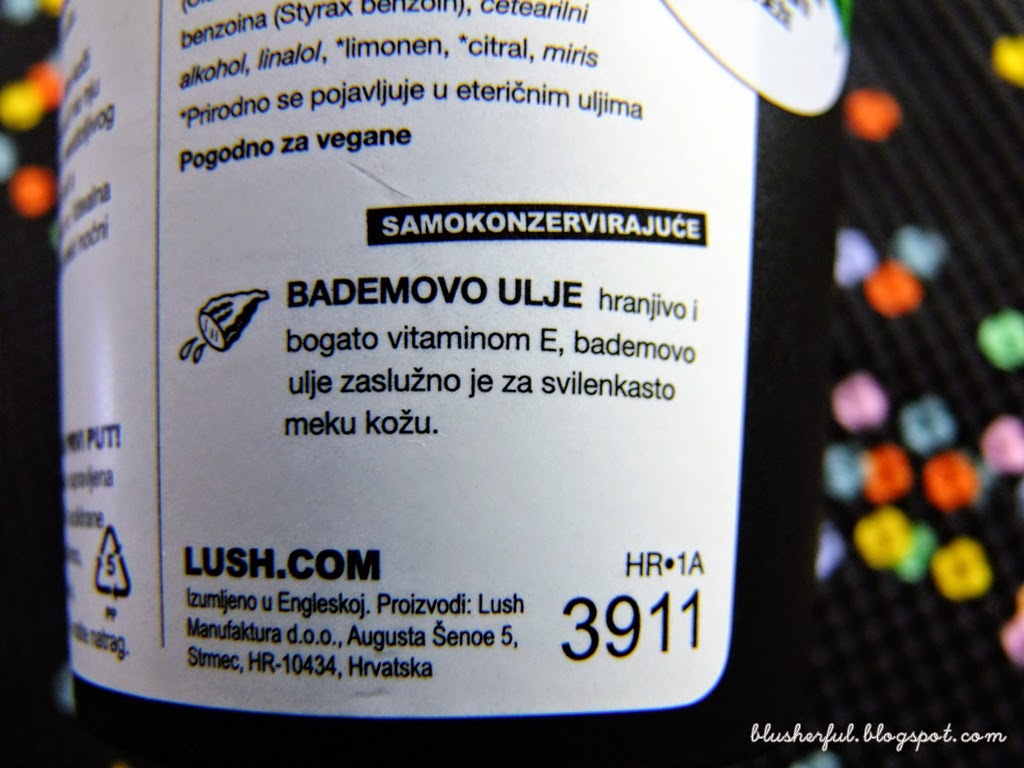 benzoina (Styrax benzoin), cetearilni
alkohol, linalol, *limonen, *citral, miris
*Prirodno se pojavljuje u eteričnim uljima
Pogodno za vegane
SAMOKONZERVIRAJUĆE
BADEMOVO ULJE hranjivo i
bogato vitaminom E, bademovo
ulje zaslužno je za svilenkasto
meku kožu.
LUSH.COM
HR•1A
Izumljeno u Engleskoj. Proizvodi: Lush
Manufaktura d.o.o., Augusta Šenoe 5,
Strmec, HR-10434, Hrvatska
3911
PUT!
5
PP
natrag.
blusherful.blogspot.com